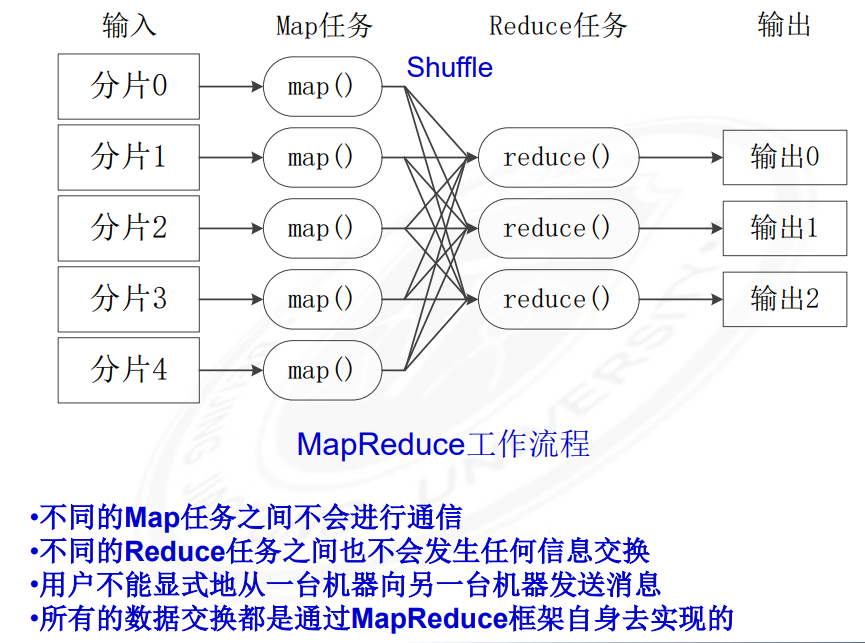 输入 Map任务 Reduce任务 输出
Shuffle
分片0 map()
分片1 map() reduce() 输出0
分片2 map() reduce() 输出1
分片3 map() reduce() 输出2
分片4 map()
MapReduce工作流程
•不同的Map任务之间不会进行通信
•不同的Reduce任务之间也不会发生任何信息交换
•用户不能显式地从一台机器向另一台机器发送消息
•所有的数据交换都是通过MapReduce框架自身去实现的
UNIVERSITY